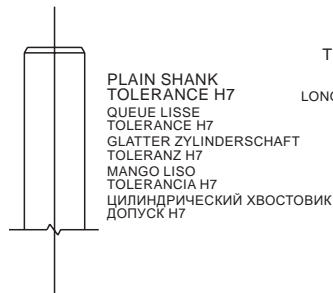 PLAIN SHANK
TOLERANCE H7
QUEUE LISSE
TOLERANCE H7
GLATTER ZYLINDERSCHAFT
TOLERANZ H7
MANGO LISO
TOLERANCIA H7
ЦИЛИНДРИЧЕСКИЙ ХВОСТОВИК
ДОПУСК H7
T
LONG